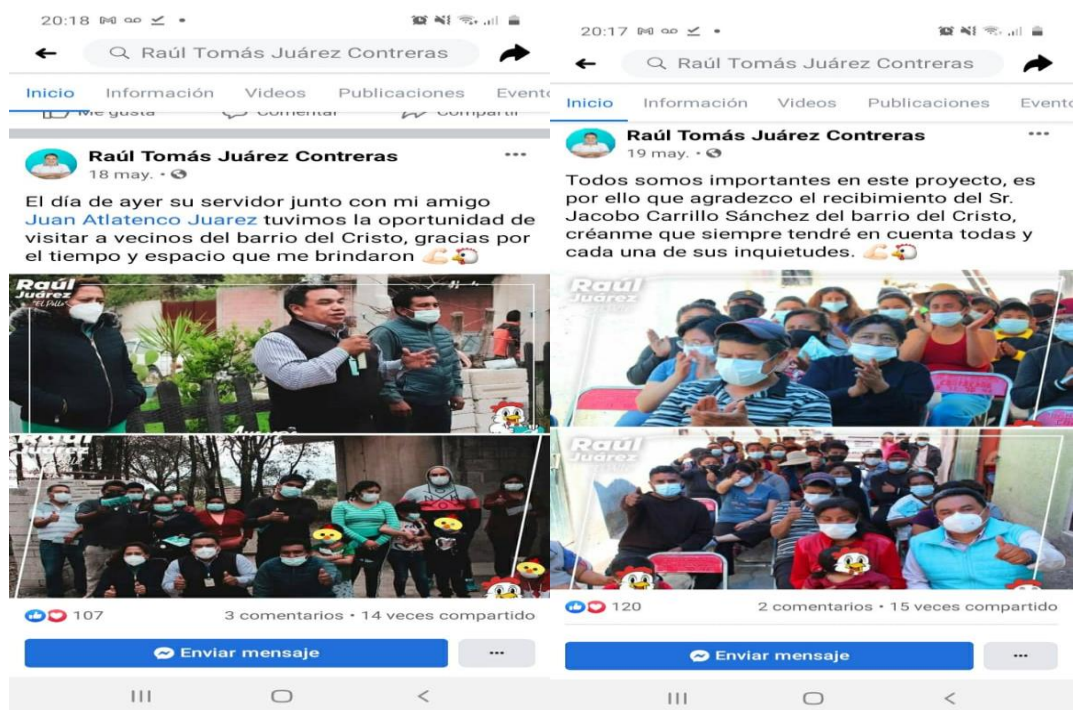 20:18
Raúl Tomás Juárez Contreras
Inicio Información Videos Publicaciones Evento
Me gusta Comentar Compartir
Raúl Tomás Juárez Contreras
18 may. •
El día de ayer su servidor junto con mi amigo
Juan Atlatenco Juarez tuvimos la oportunidad de
visitar a vecinos del barrio del Cristo, gracias por
el tiempo y espacio que me brindaron
Raúl
Juárez
"El Pollo"
Raúl
Juárez
107
3 comentarios • 14 veces compartido
Enviar mensaje
20:17
Raúl Tomás Juárez Contreras
Inicio Información Videos Publicaciones Evento
Raúl Tomás Juárez Contreras
19 may. •
Todos somos importantes en este proyecto, es
por ello que agradezco el recibimiento del Sr.
Jacobo Carrillo Sánchez del barrio del Cristo,
créanme que siempre tendré en cuenta todas y
cada una de sus inquietudes.
Raúl
Juárez
Raúl
Juárez
120
2 comentarios • 15 veces compartido
Enviar mensaje